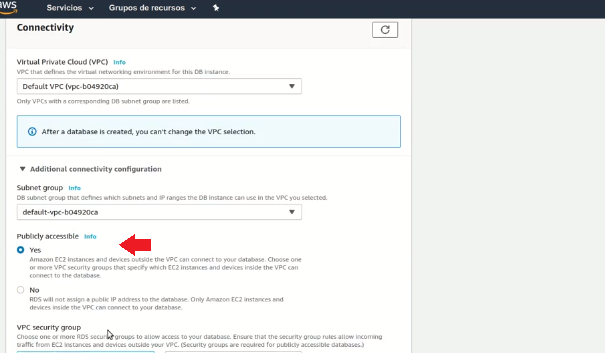 aws Servicios Grupos de recursos
Connectivity
Virtual Private Cloud (VPC) Info
VPC that defines the virtual networking environment for this DB instance.
Default VPC (vpc-b04920ca)
Only VPCs with a corresponding DB subnet group are listed.
After a database is created, you can't change the VPC selection.
Additional connectivity configuration
Subnet group Info
DB subnet group that defines which subnets and IP ranges the DB instance can use in the VPC you selected.
default-vpc-b04920ca
Publicly accessible Info
Yes
Amazon EC2 instances and devices outside the VPC can connect to your database. Choose one
or more VPC security groups that specify which EC2 instances and devices inside the VPC can
connect to the database.
No
RDS will not assign a public IP address to the database. Only Amazon EC2 instances and
devices inside the VPC can connect to your database.
VPC security group
Choose one or more RDS security groups to allow access to your database. Ensure that the security group rules allow incoming
traffic from EC2 instances and devices outside your VPC. (Security groups are required for publicly accessible databases.)